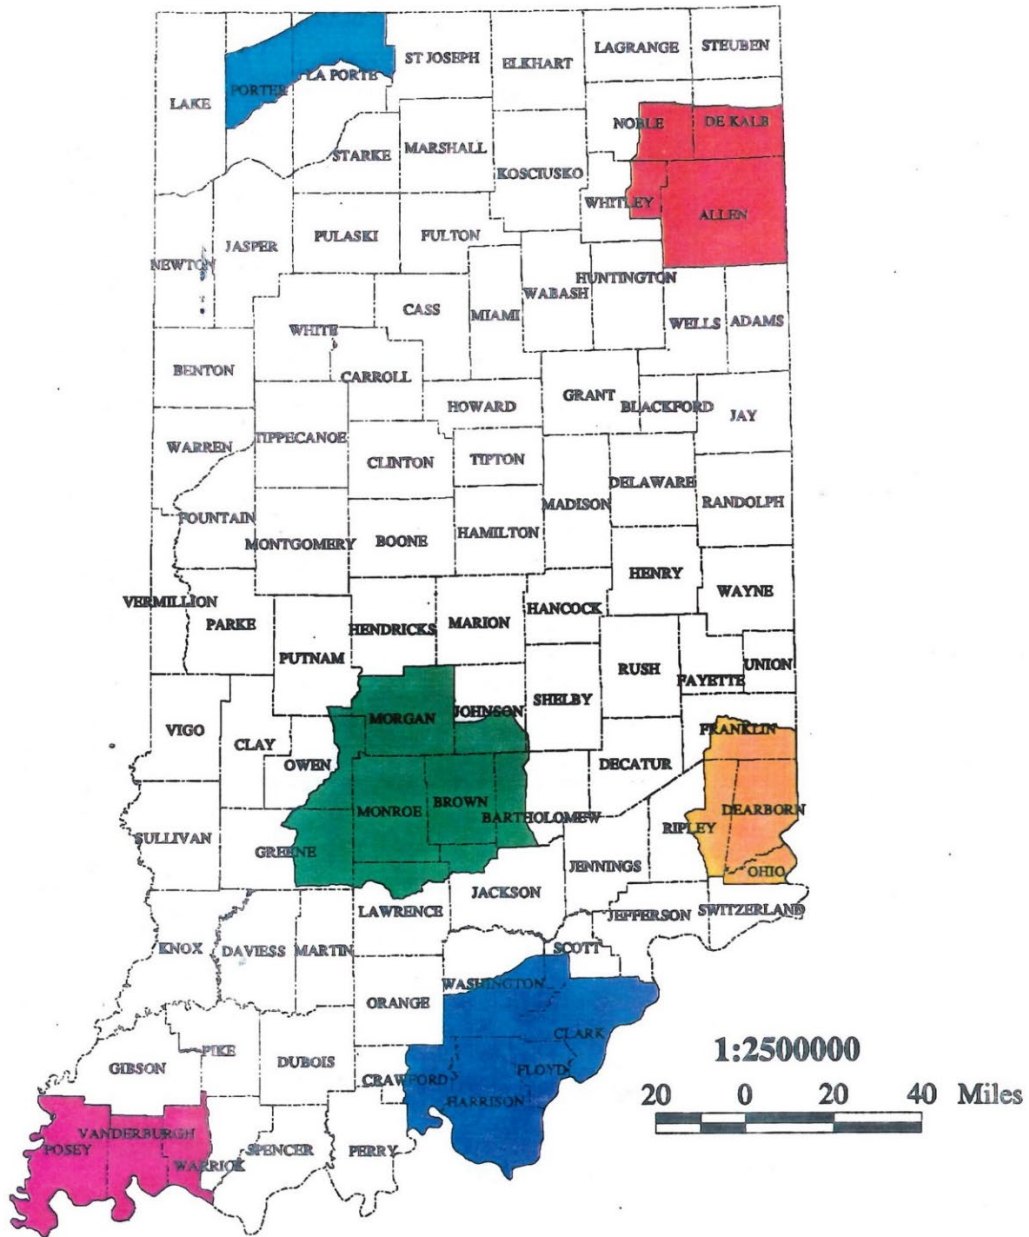 LAGRANGE STEUBEN
ST JOSEPH ELKHART
LA PORTE
PORTER
LAKE
NOBLE DE KALB
STARKE MARSHALL
KOSCIUSKO
WHITLEY ALLEN
PULASKI FULTON
JASPER
NEWTON
HUNTINGTON
WABASH
CASS MIAMI
WHITE WELLS ADAMS
BENTON CARROLL
GRANT
HOWARD BLACKFORD JAY
TIPPECANOE
WARREN
CLINTON TIPTON
DELAWARE
MADISON RANDOLPH
FOUNTAIN
MONTGOMERY BOONE HAMILTON
HENRY
WAYNE
VERMILLION HANCOCK
PARKE HENDRICKS MARION
PUTNAM RUSH UNION
FAYETTE
SHELBY
MORGAN JOHNSON
VIGO FRANKLIN
CLAY
OWEN DECATUR
BROWN
MONROE DEARBORN
BARTHOLOMEW
RIPLEY
SULLIVAN
GREENE
JENNINGS OHIO
JACKSON
LAWRENCE JEFFERSON SWITZERLAND
KNOX DAVIESS MARTIN SCOTT
WASHINGTON
ORANGE
CLARK
PIKE
GIBSON DUBOIS
CRAWFORD FLOYD
HARRISON
VANDERBURGH
POSEY SPENCER PERRY
WARRICK
1:2500000
20 0 20 40 Miles